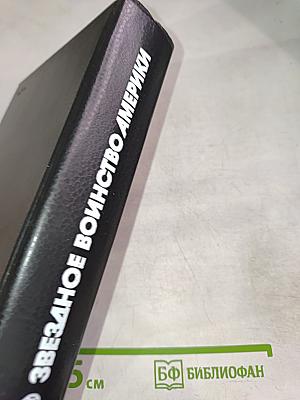 ЗВЕЗДНОЕ ВОИНСТВО АМЕРИКИ
5 см
БФ БИБЛИОФАН